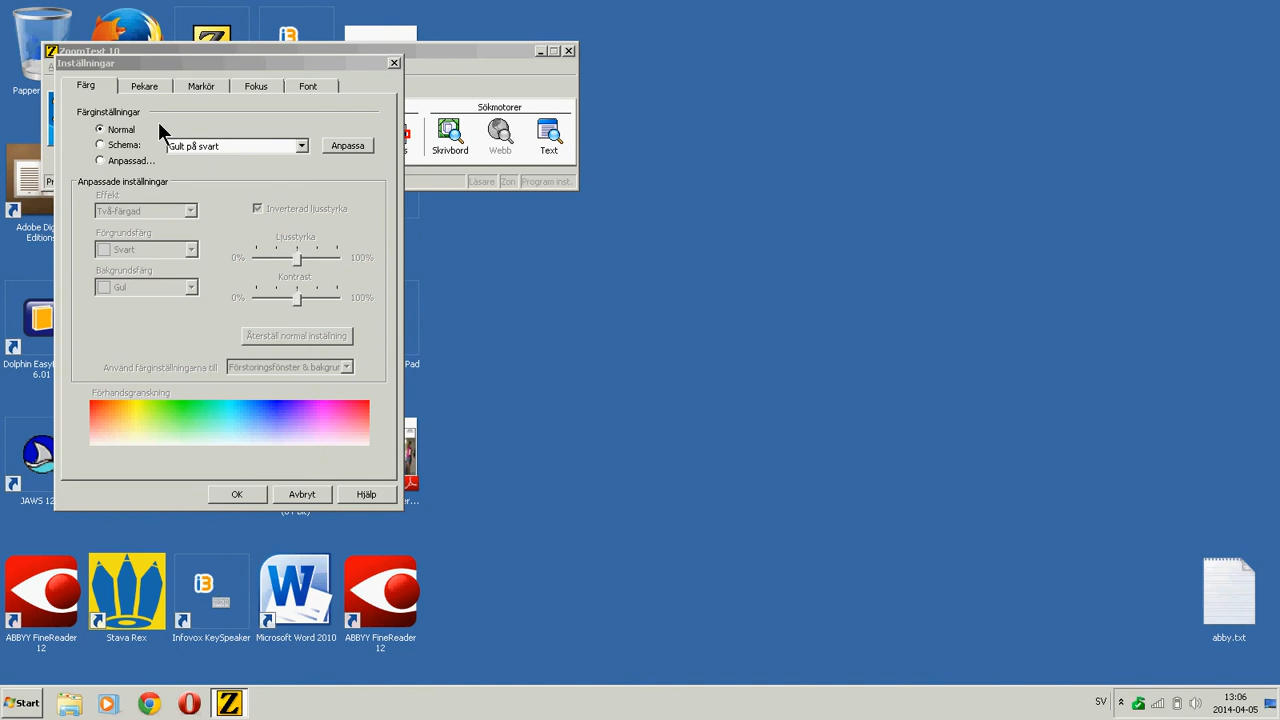 ZoomText 10
Inställningar
Färg
Pekare
Markör
Fokus
Font
Färginställningar
Normal
Schema:
Gult på svart
Anpassa
Anpassad...
Anpassade inställningar
Effekt
Två-färgad
Inverterad ljusstyrka
Förgrundsfärg
Svart
Ljusstyrka
0%
100%
Bakgrundsfärg
Gul
Kontrast
0%
100%
Återställ normal inställning
Använd färginställningarna till
Förstoringsfönster & bakgrur
Förhandsgranskning
OK
Avbryt
Hjälp
Sökmotorer
Skrivbord
Webb
Text
Läsare
Zon
Program inst.
Adobe Dig
Editions
Dolphin Easy
6.01
Pad
JAWS 12
ABBYY FineReader
12
Stava Rex
i3
Infovox KeySpeaker
W
Microsoft Word 2010
ABBYY FineReader
12
abby.txt
Start
Z
SV
13:06
2014-04-05